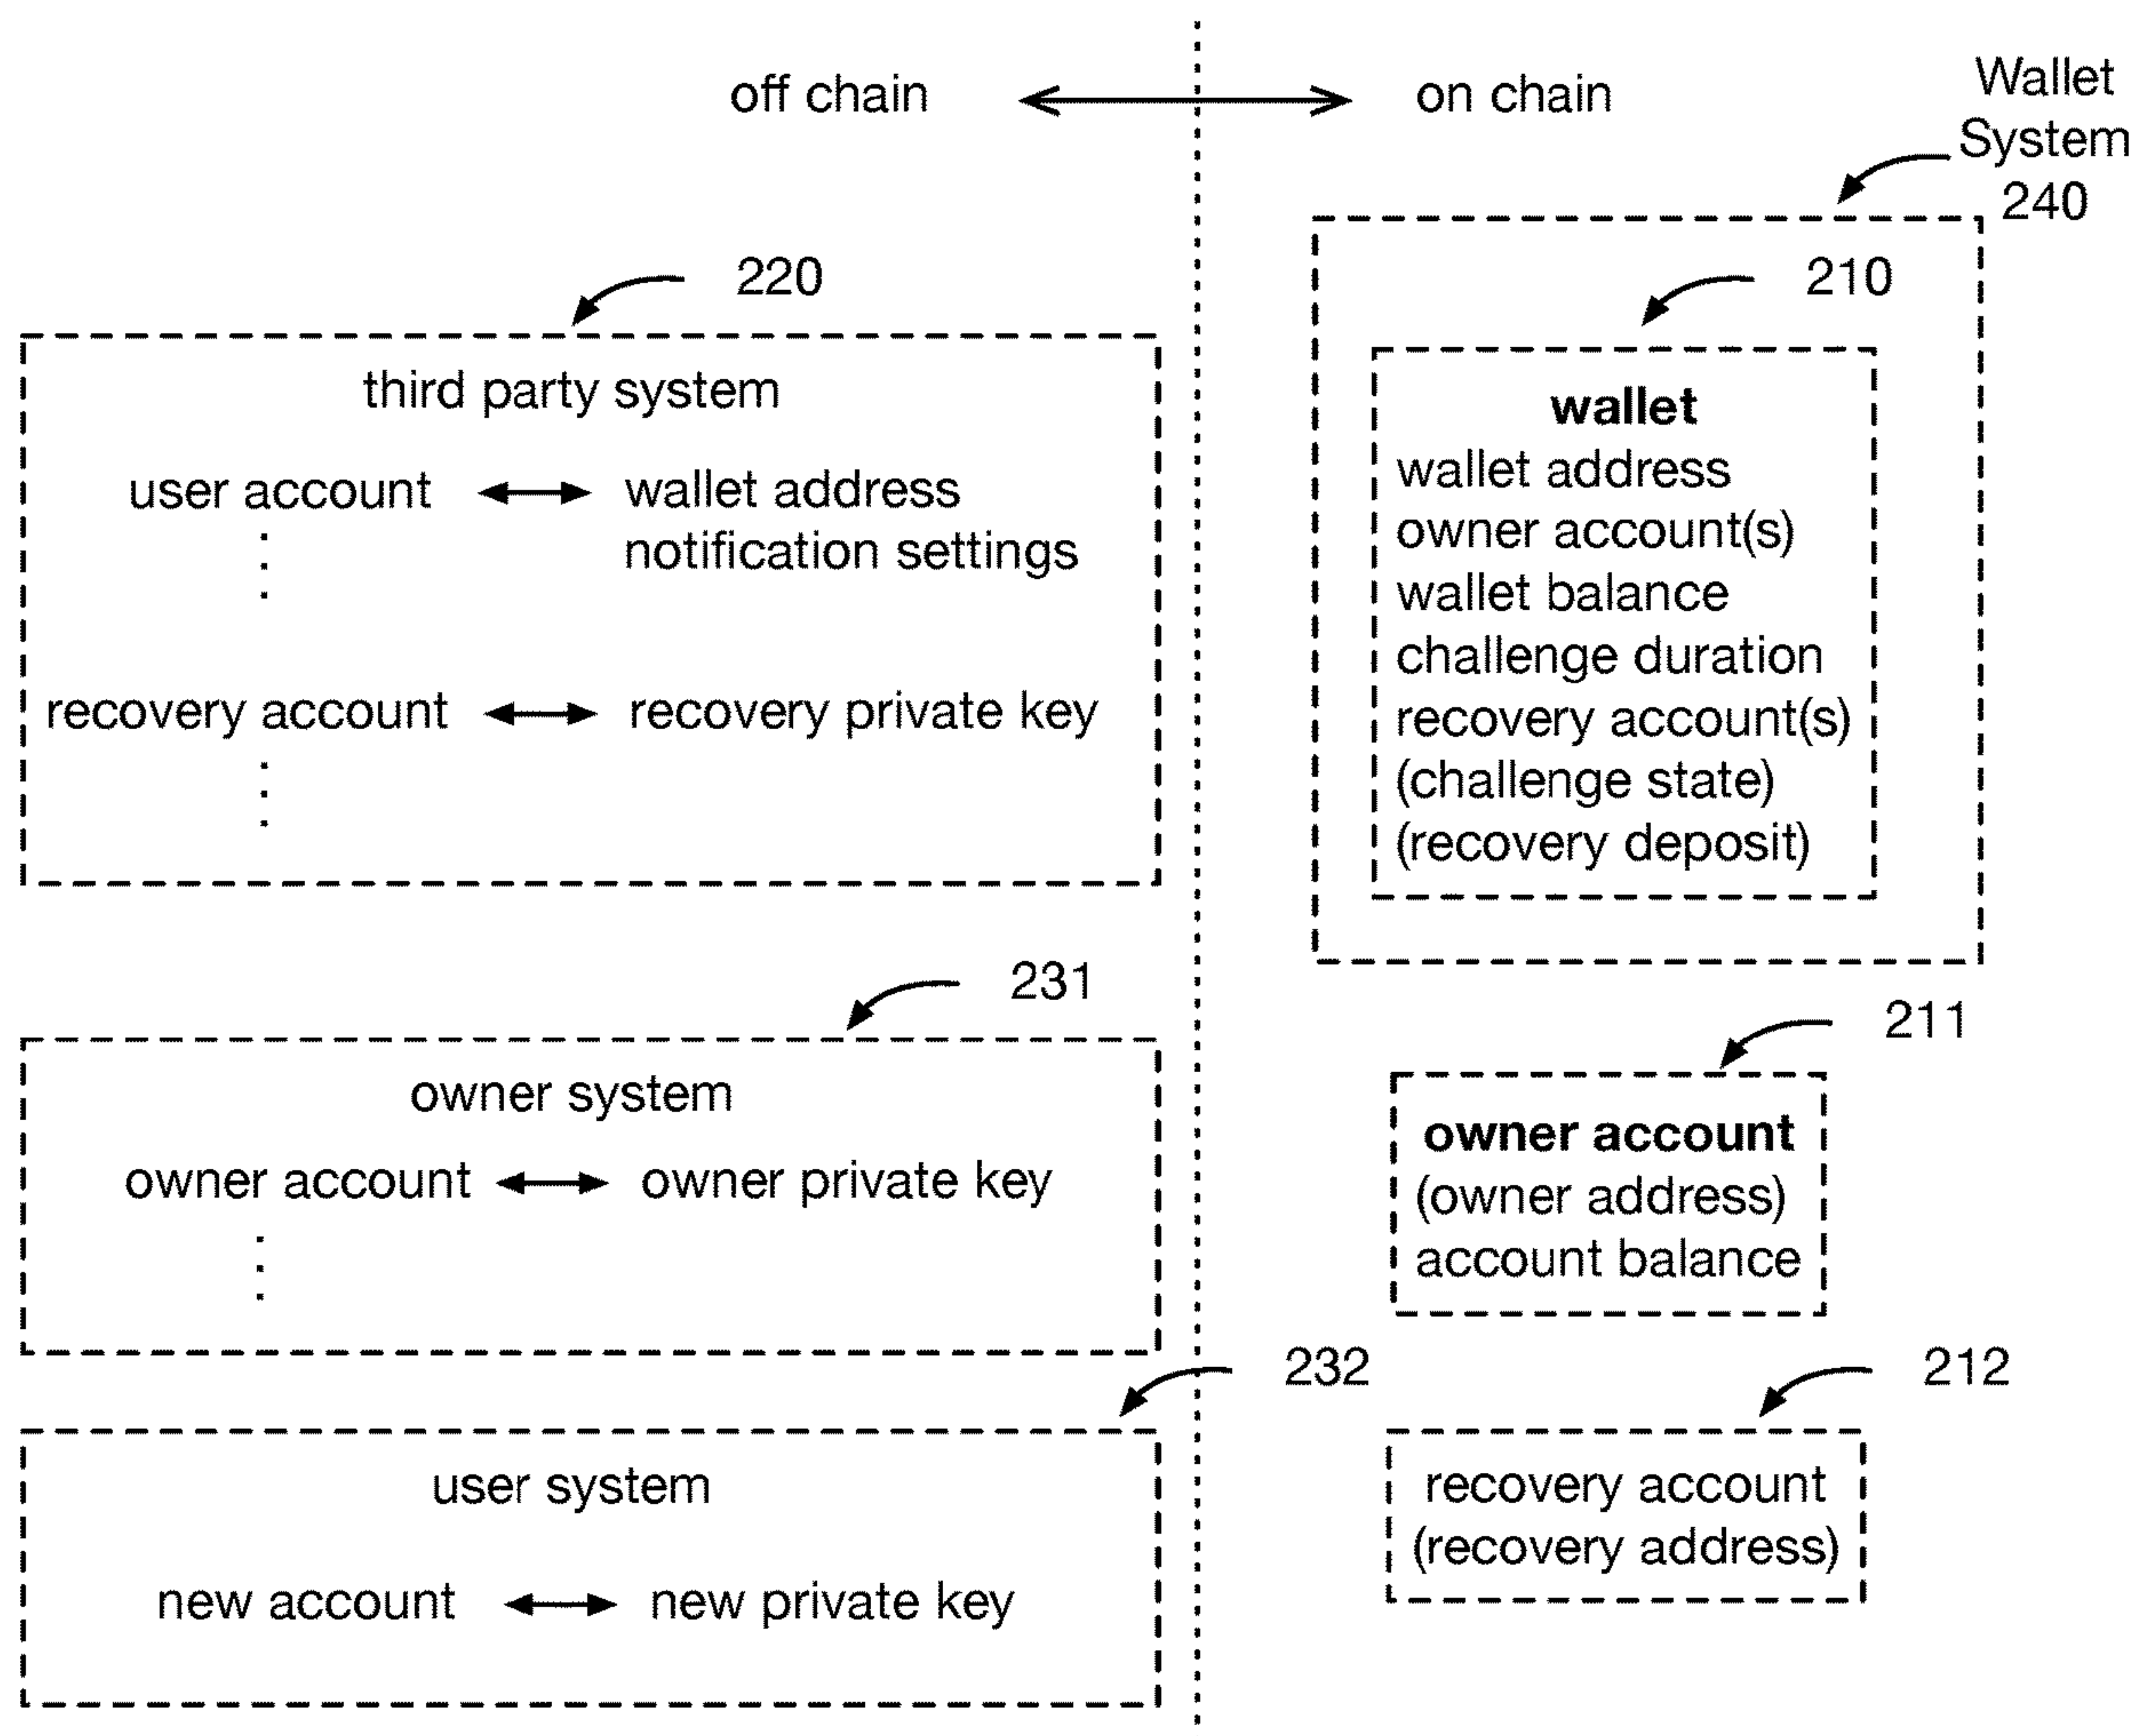 off chain
on chain
Wallet
System
240
220
third party system
user account
wallet address
notification settings
recovery account
recovery private key
210
wallet
wallet address
owner account(s)
wallet balance
challenge duration
recovery account(s)
(challenge state)
(recovery deposit)
231
owner system
owner account
owner private key
211
owner account
(owner address)
account balance
232
user system
new account
new private key
212
recovery account
(recovery address)